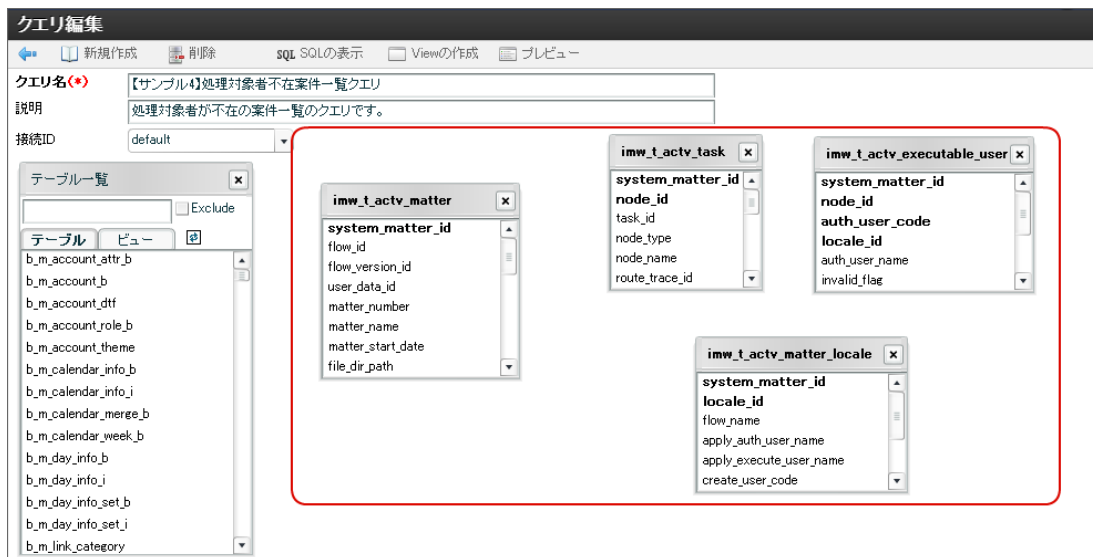 クエリ編集
新規作成 削除 SQL SQLの表示 Viewの作成 プレビュー
クエリ名(*) 【サンプル4】処理対象者不在案件一覧クエリ
説明 処理対象者が不在の案件一覧のクエリです。
接続ID default
テーブル一覧
Exclude
テーブル ビュー
b_m_account_attr_b
b_m_account_b
b_m_account_dtf
b_m_account_role_b
b_m_account_theme
b_m_calendar_info_b
b_m_calendar_info_i
b_m_calendar_merge_b
b_m_calendar_week_b
b_m_day_info_b
b_m_day_info_i
b_m_day_info_set_b
b_m_day_info_set_i
b_m_link_category
imw_t_actv_matter
system_matter_id
flow_id
flow_version_id
user_data_id
matter_number
matter_name
matter_start_date
file_dir_path
imw_t_actv_task
system_matter_id
node_id
task_id
node_type
node_name
route_trace_id
imw_t_actv_executable_user
system_matter_id
node_id
auth_user_code
locale_id
auth_user_name
invalid_flag
imw_t_actv_matter_locale
system_matter_id
locale_id
flow_name
apply_auth_user_name
apply_execute_user_name
create_user_code